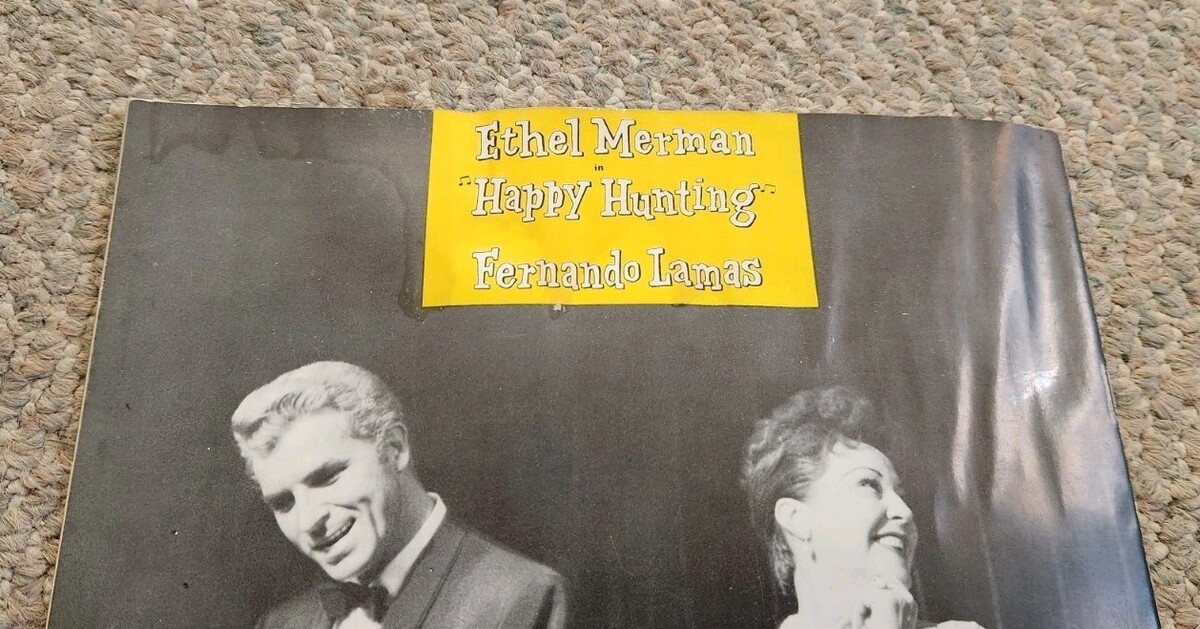 Ethel Merman
in
"Happy Hunting"
Fernando Lamas